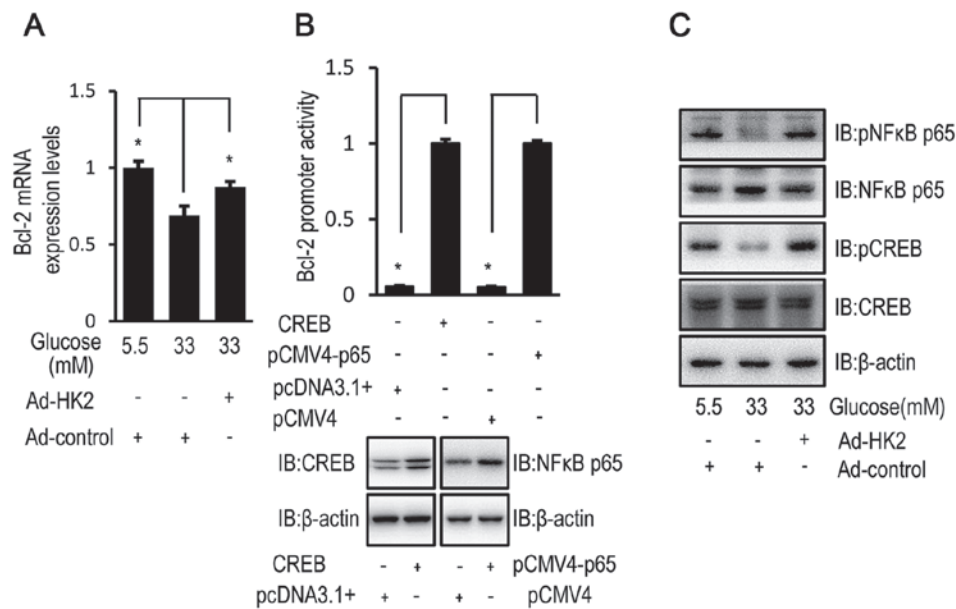 A
Bcl-2 mRNA
expression levels
1.5
1
0.5
0
* *
Glucose 5.5 33 33
(mM)
Ad-HK2 - - +
Ad-control + + -
B
Bcl-2 promoter activity
1.5
1
0.5
0
* *
CREB - + - -
pCMV4-p65 - - - +
pcDNA3.1+ + - - -
pCMV4 - - + -
IB:CREB IB:NFκB p65
IB:β-actin IB:β-actin
CREB - + - + pCMV4-p65
pcDNA3.1+ + - + - pCMV4
C
IB:pNFκB p65
IB:NFκB p65
IB:pCREB
IB:CREB
IB:β-actin
5.5 33 33 Glucose(mM)
- - + Ad-HK2
+ + - Ad-control